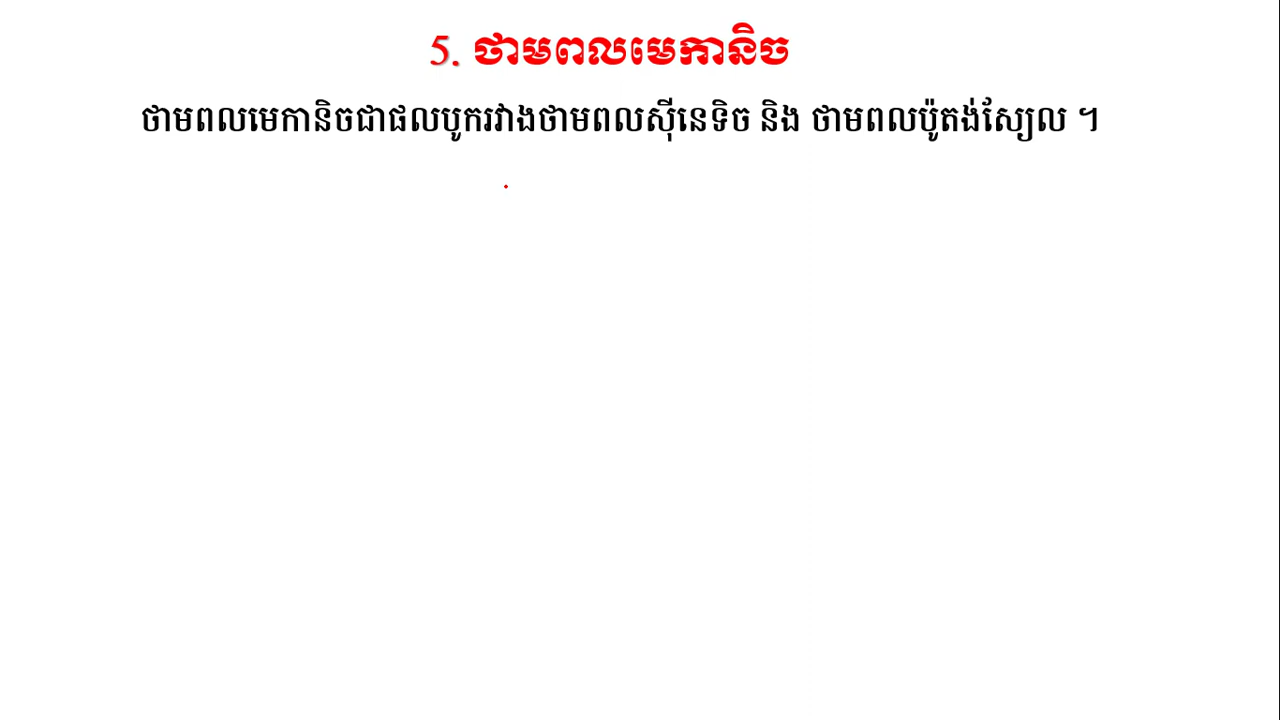 5. ថាមពលមេកានិច
ថាមពលមេកានិចជាផលបូករវាងថាមពលស៊ីនេទិច និង ថាមពលប៉ូតង់ស្យែល ។